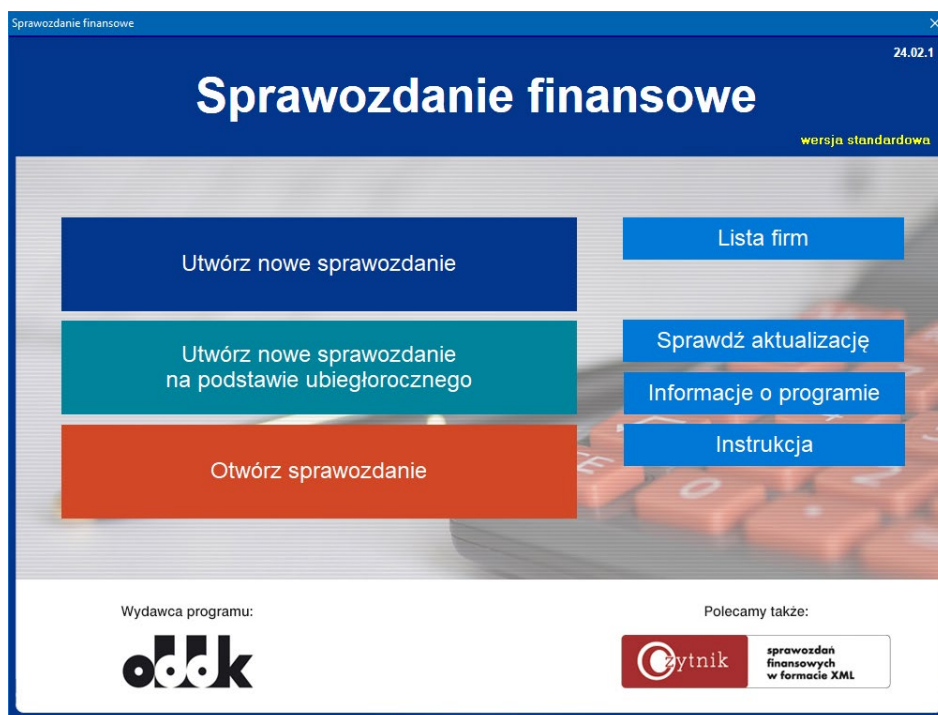 Sprawozdanie finansowe
24.02.1
Sprawozdanie finansowe
wersja standardowa
Utwórz nowe sprawozdanie
Utwórz nowe sprawozdanie
na podstawie ubiegłorocznego
Otwórz sprawozdanie
Lista firm
Sprawdź aktualizację
Informacje o programie
Instrukcja
Wydawca programu:
oddk
Polecamy także:
Czytnik
sprawozdań
finansowych
w formacie XML